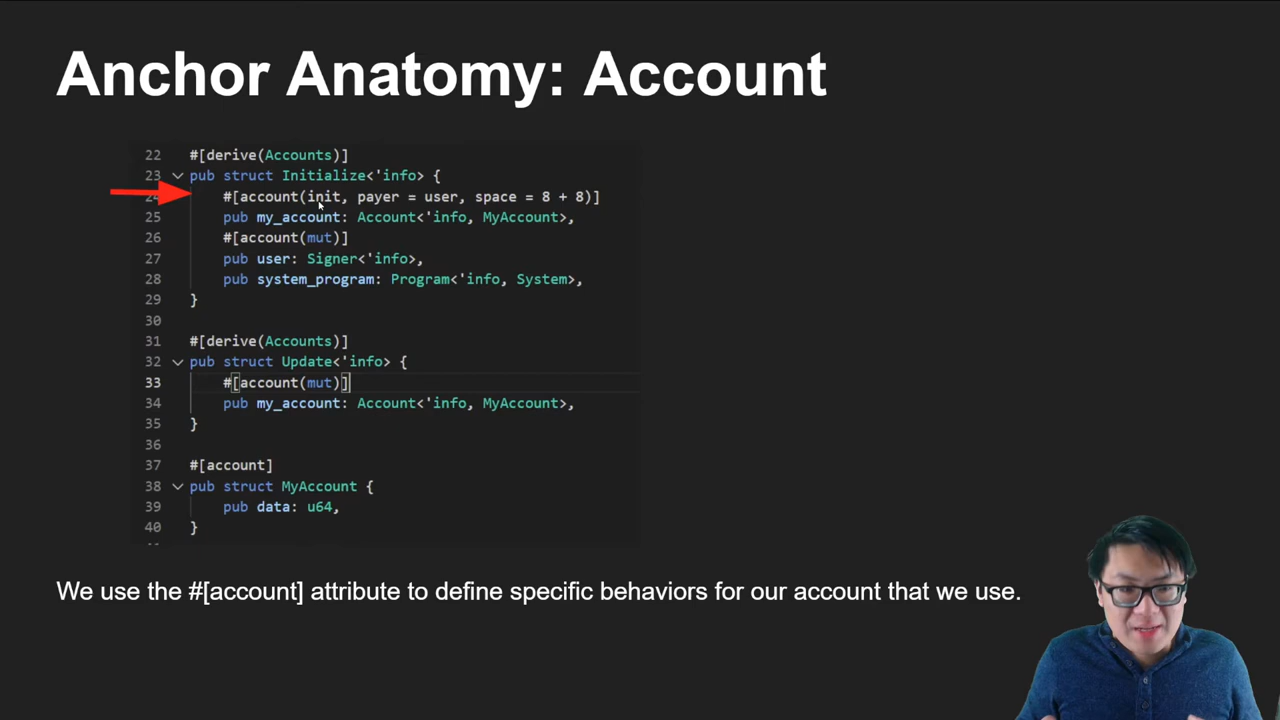 Anchor Anatomy: Account
22 #[derive(Accounts)]
23 pub struct Initialize<'info> {
24 #[account(init, payer = user, space = 8 + 8)]
25 pub my_account: Account<'info, MyAccount>,
26 #[account(mut)]
27 pub user: Signer<'info>,
28 pub system_program: Program<'info, System>,
29 }
30
31 #[derive(Accounts)]
32 pub struct Update<'info> {
33 #[account(mut)]
34 pub my_account: Account<'info, MyAccount>,
35 }
36
37 #[account]
38 pub struct MyAccount {
39 pub data: u64,
40 }
We use the #[account] attribute to define specific behaviors for our account that we use.